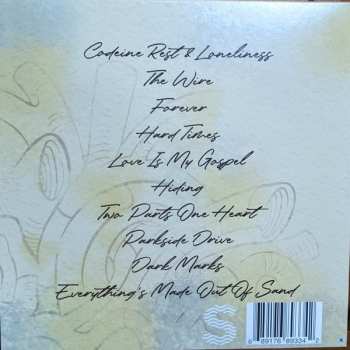 Codeine Rest & Loneliness
The Wire
Forever
Hard Times
Love Is My Gospel
Hiding
Two Parts One Heart
Parkside Drive
Dark Marks
Everything's Made Out Of Sand
S